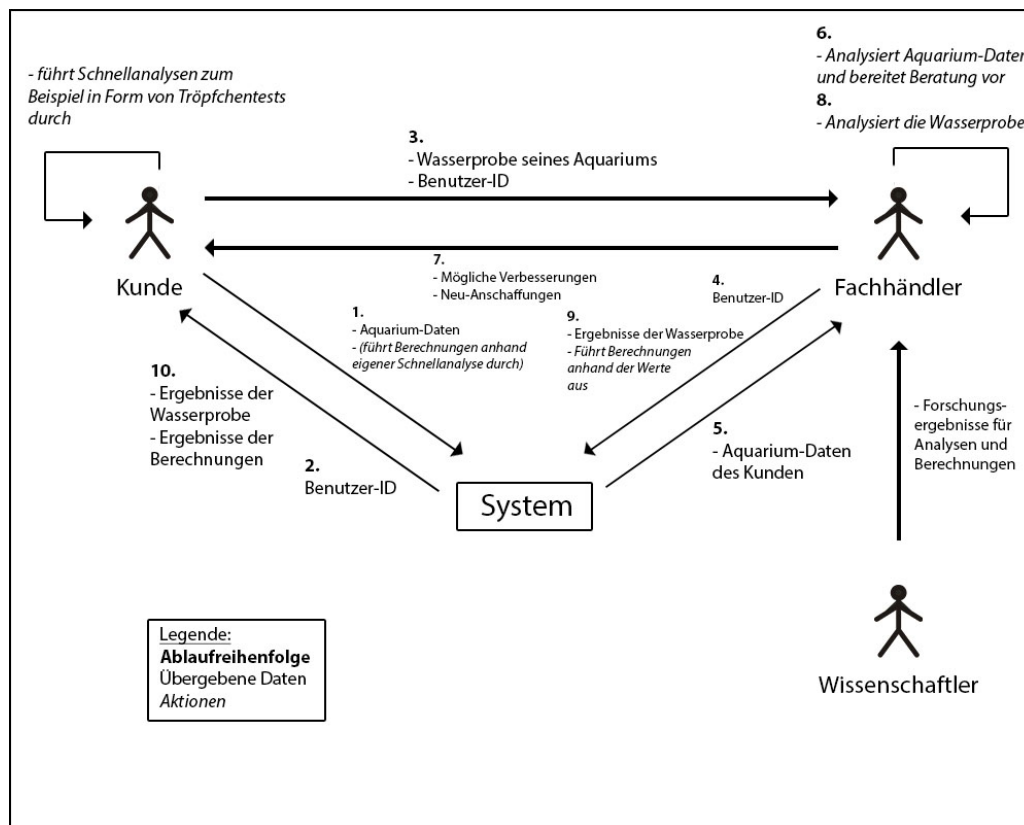 - führt Schnellanalysen zum
Beispiel in Form von Tröpfchentests
durch
6.
- Analysiert Aquarium-Daten
und bereitet Beratung vor
8.
- Analysiert die Wasserprobe
3.
- Wasserprobe seines Aquariums
- Benutzer-ID
Kunde
Fachhändler
7.
- Mögliche Verbesserungen
- Neu-Anschaffungen
4.
Benutzer-ID
1.
- Aquarium-Daten
- (führt Berechnungen anhand
eigener Schnellanalyse durch)
9.
- Ergebnisse der Wasserprobe
- Führt Berechnungen
anhand der Werte
aus
10.
- Ergebnisse der
Wasserprobe
- Ergebnisse der
Berechnungen
2.
Benutzer-ID
5.
- Aquarium-Daten
des Kunden
- Forschungs-
ergebnisse für
Analysen und
Berechnungen
System
Legende:
Ablaufreihenfolge
Übergebene Daten
Aktionen
Wissenschaftler